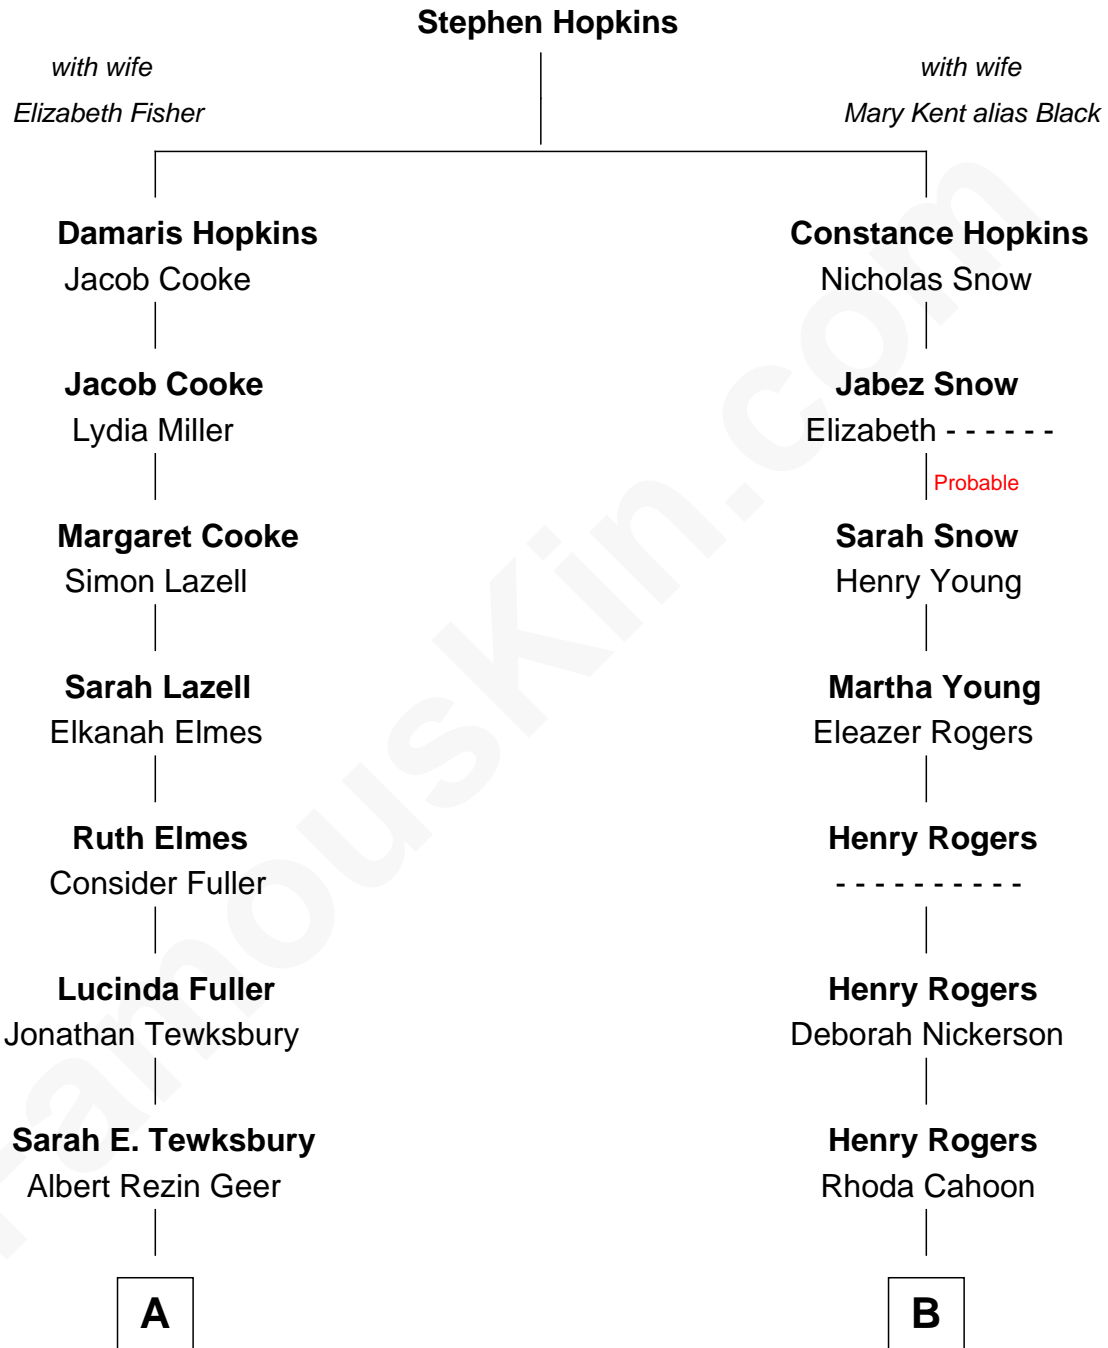 Stephen Hopkins
with wife
Elizabeth Fisher
with wife
Mary Kent alias Black
Damaris Hopkins
Jacob Cooke
Constance Hopkins
Nicholas Snow
Jacob Cooke
Lydia Miller
Jabez Snow
Elizabeth - - - - - -
Probable
Margaret Cooke
Simon Lazell
Sarah Snow
Henry Young
Sarah Lazell
Elkanah Elmes
Martha Young
Eleazer Rogers
Ruth Elmes
Consider Fuller
Henry Rogers
- - - - - - - - - -
Lucinda Fuller
Jonathan Tewksbury
Henry Rogers
Deborah Nickerson
Sarah E. Tewksbury
Albert Rezin Geer
Henry Rogers
Rhoda Cahoon
A
B
FamousKin.com